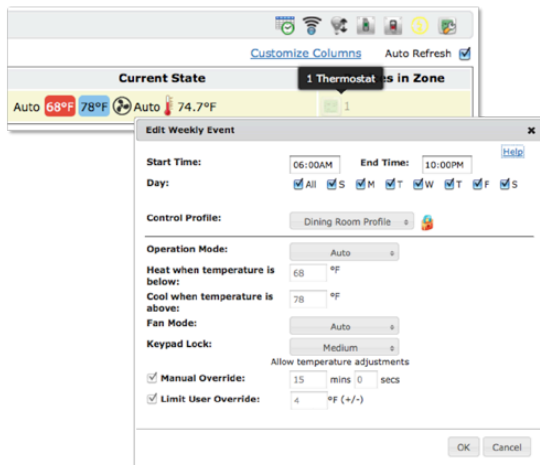 Customize Columns Auto Refresh
Current State 1 Thermostat es in Zone
Auto 68°F 78°F Auto 74.7°F 1
Edit Weekly Event
Help
Start Time: 06:00AM End Time: 10:00PM
Day: All S M T W T F S
Control Profile: Dining Room Profile
Operation Mode: Auto
Heat when temperature is
below: 68 °F
Cool when temperature is
above: 78 °F
Fan Mode: Auto
Keypad Lock: Medium
Allow temperature adjustments
Manual Override: 15 mins 0 secs
Limit User Override: 4 °F (+/-)
OK Cancel